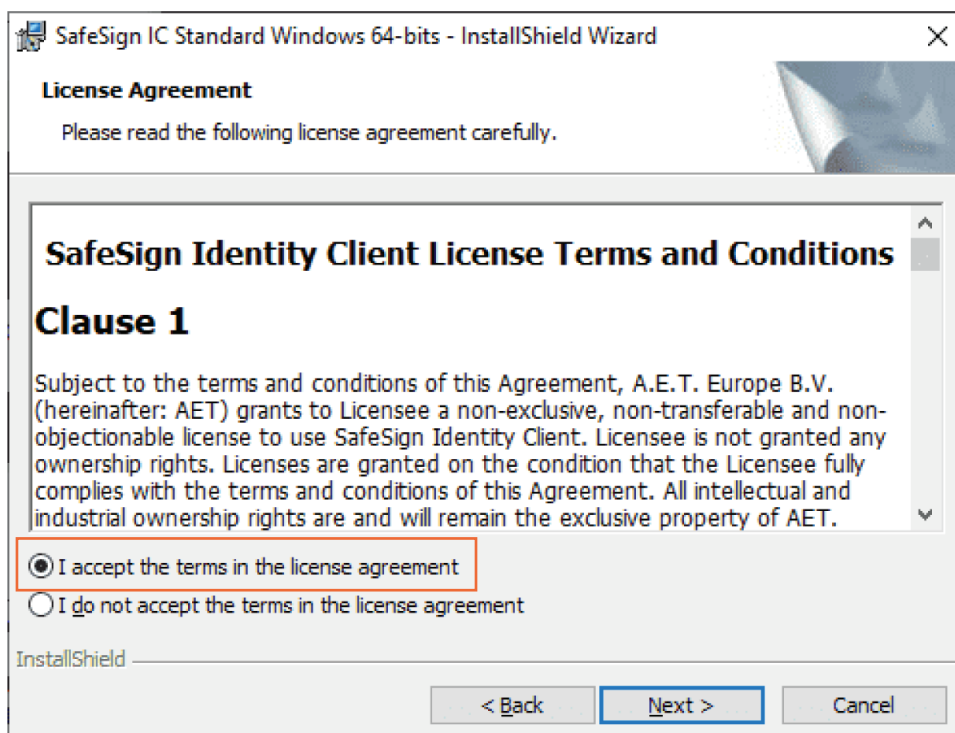 SafeSign IC Standard Windows 64-bits - InstallShield Wizard
License Agreement
Please read the following license agreement carefully.
SafeSign Identity Client License Terms and Conditions
Clause 1
Subject to the terms and conditions of this Agreement, A.E.T. Europe B.V.
(hereinafter: AET) grants to Licensee a non-exclusive, non-transferable and non-
objectionable license to use SafeSign Identity Client. Licensee is not granted any
ownership rights. Licenses are granted on the condition that the Licensee fully
complies with the terms and conditions of this Agreement. All intellectual and
industrial ownership rights are and will remain the exclusive property of AET.
I accept the terms in the license agreement
I do not accept the terms in the license agreement
InstallShield
< Back Next > Cancel